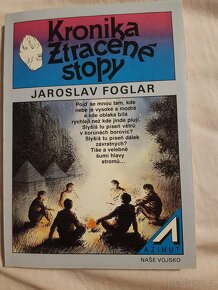 Kronika
Ztracené
stopy
JAROSLAV FOGLAR
Pojď se mnou tam, kde
nebe je vysoké a modré
a kde oblaka bílá
rychleji než kde jinde plují.
Slyšíš tu píseň větru
v korunách borovic?
Slyšíš tu píseň dálek
závratných?
Tiše a velebně
šumí hlavy
stromů...
AZIMUT
NAŠE VOJSKO